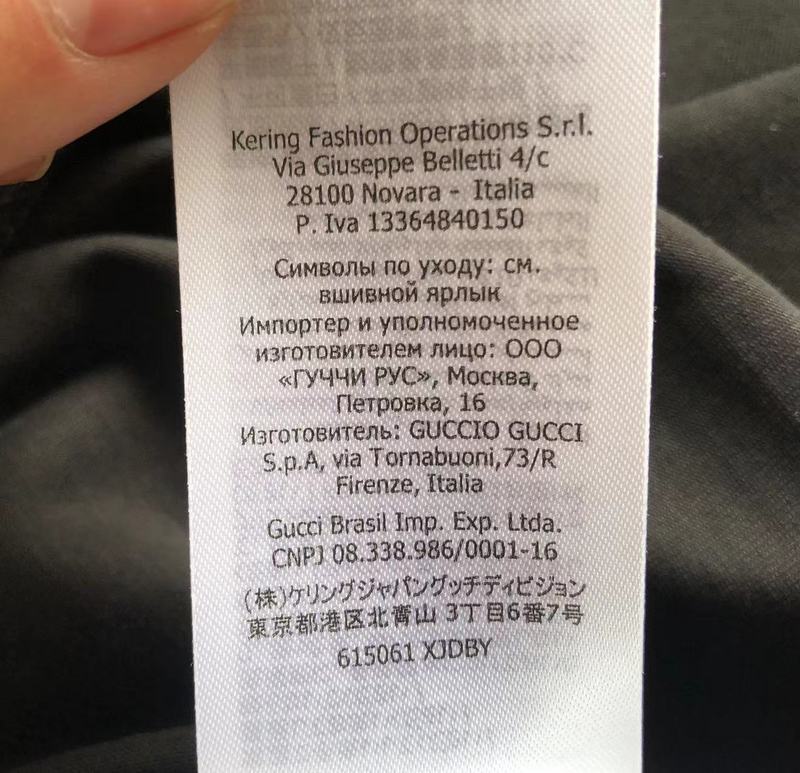 Kering Fashion Operations S.r.l.
Via Giuseppe Belletti 4/c
28100 Novara - Italia
P. Iva 13364840150
Символы по уходу: см.
вшивной ярлык
Импортер и уполномоченное
изготовителем лицо: ООО
«ГУЧЧИ РУС», Москва,
Петровка, 16
Изготовитель: GUCCIO GUCCI
S.p.A, via Tornabuoni,73/R
Firenze, Italia
Gucci Brasil Imp. Exp. Ltda.
CNPJ 08.338.986/0001-16
(株)ケリングジャパングッチディビジョン
東京都港区北青山 3丁目6番7号
615061 XJDBY